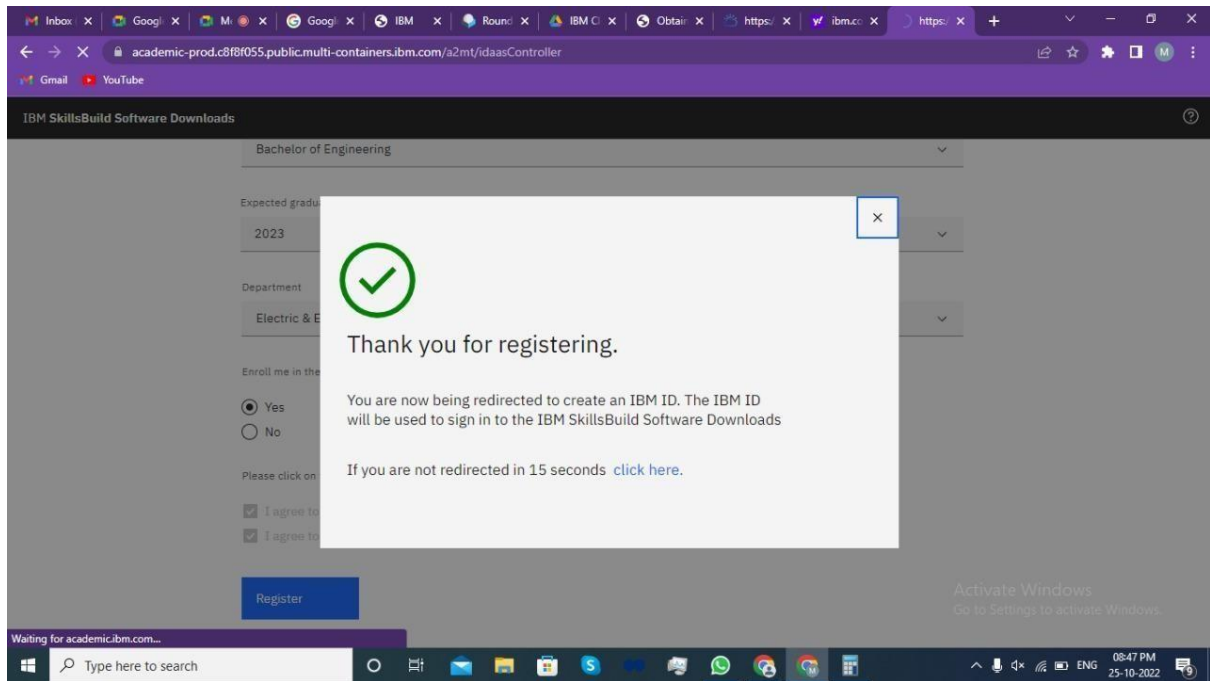 Inbox
Googl
M
Googl
IBM
Round
IBM Cl
Obtain
https:/
ibm.co
https:/
academic-prod.c8f8f055.public.multi-containers.ibm.com/a2mt/idaasController
M
Gmail
YouTube
IBM SkillsBuild Software Downloads
Bachelor of Engineering
Expected gradu
2023
Department
Electric & E
Enroll me in the
Yes
No
Please click on
I agree to
I agree to
Register
Thank you for registering.
You are now being redirected to create an IBM ID. The IBM ID
will be used to sign in to the IBM SkillsBuild Software Downloads
If you are not redirected in 15 seconds click here.
Activate Windows
Go to Settings to activate Windows.
Waiting for academic.ibm.com...
Type here to search
ENG
08:47 PM
25-10-2022